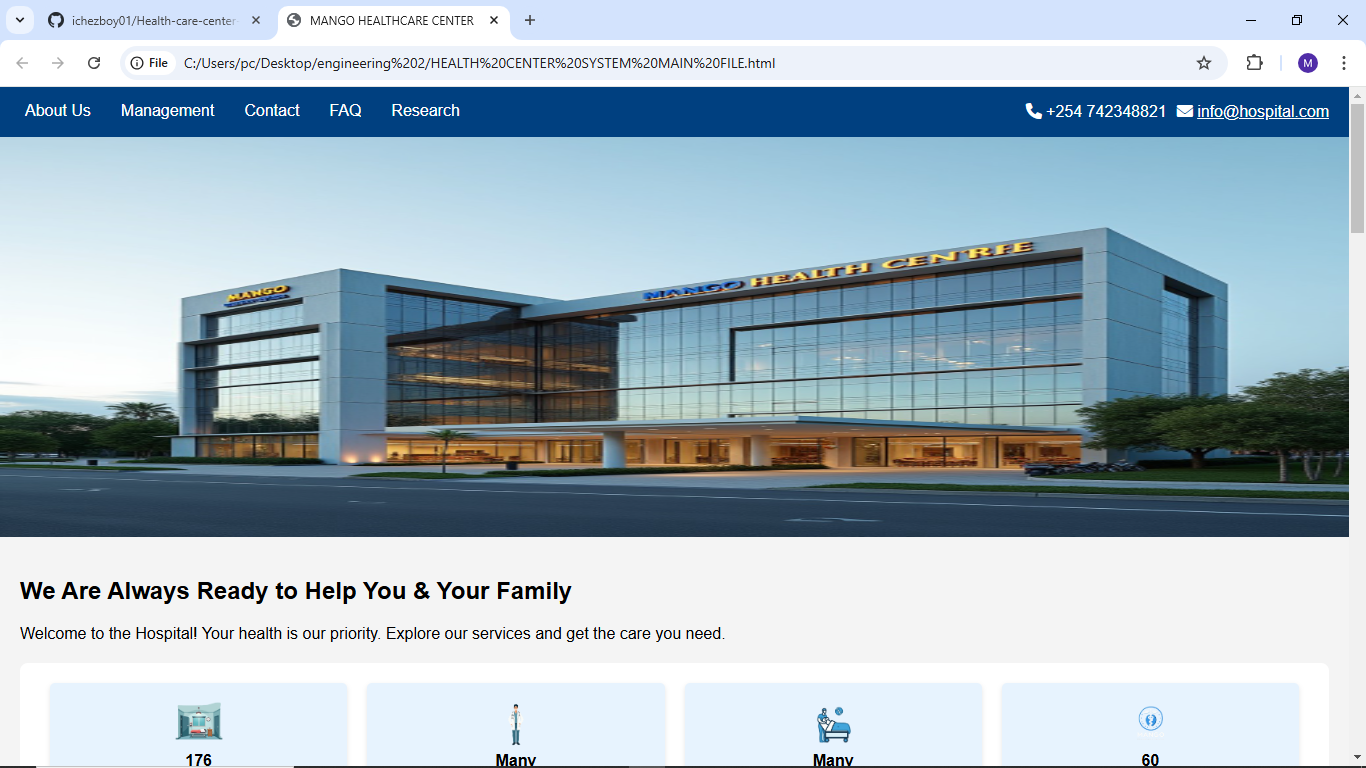 ichezboy01/Health-care-center-
MANGO HEALTHCARE CENTER
File
C:/Users/pc/Desktop/engineering%202/HEALTH%20CENTER%20SYSTEM%20MAIN%20FILE.html
M
About Us
Management
Contact
FAQ
Research
+254 742348821
info@hospital.com
MANGO
MANGO HEALTH CEN'RFE
We Are Always Ready to Help You & Your Family
Welcome to the Hospital! Your health is our priority. Explore our services and get the care you need.
176
Many
Many
60